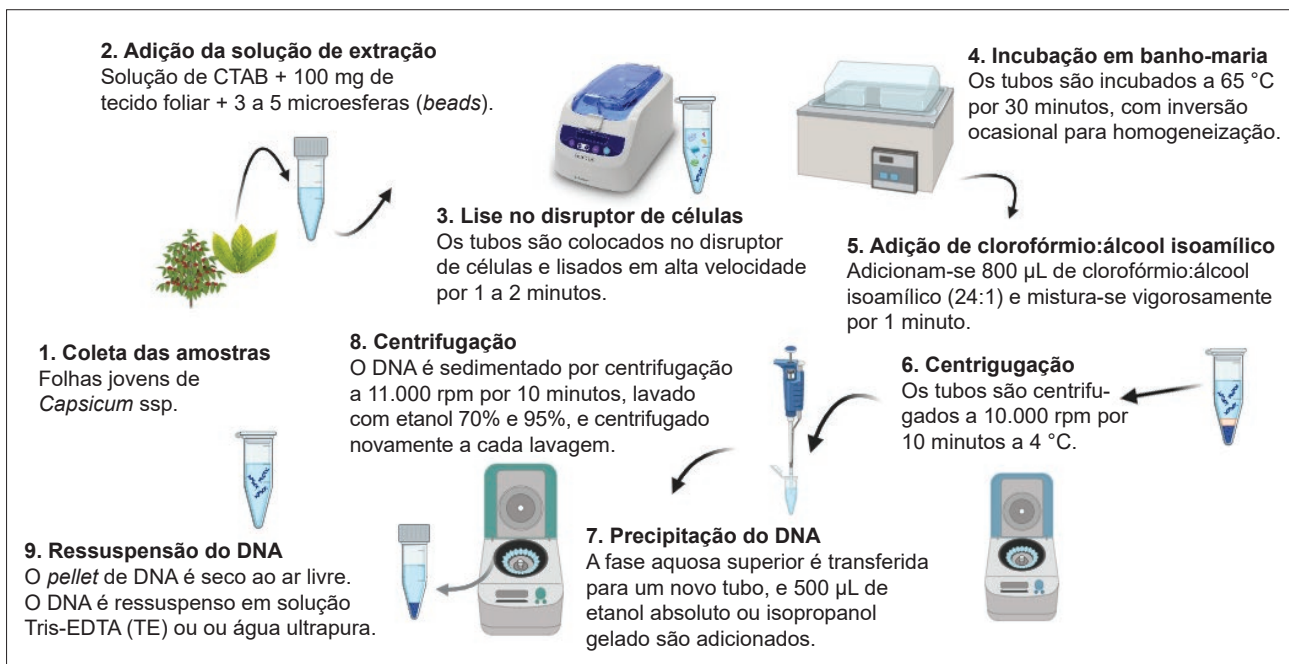 1. Coleta das amostras
Folhas jovens de
Capsicum ssp.
2. Adição da solução de extração
Solução de CTAB + 100 mg de
tecido foliar + 3 a 5 microesferas (beads).
3. Lise no disruptor de células
Os tubos são colocados no disruptor
de células e lisados em alta velocidade
por 1 a 2 minutos.
4. Incubação em banho-maria
Os tubos são incubados a 65 °C
por 30 minutos, com inversão
ocasional para homogeneização.
5. Adição de clorofórmio:álcool isoamílico
Adicionam-se 800 µL de clorofórmio:álcool
isoamílico (24:1) e mistura-se vigorosamente
por 1 minuto.
6. Centrigugação
Os tubos são centrifu-
gados a 10.000 rpm por
10 minutos a 4 °C.
7. Precipitação do DNA
A fase aquosa superior é transferida
para um novo tubo, e 500 µL de
etanol absoluto ou isopropanol
gelado são adicionados.
8. Centrifugação
O DNA é sedimentado por centrifugação
a 11.000 rpm por 10 minutos, lavado
com etanol 70% e 95%, e centrifugado
novamente a cada lavagem.
9. Ressuspensão do DNA
O pellet de DNA é seco ao ar livre.
O DNA é ressuspenso em solução
Tris-EDTA (TE) ou ou água ultrapura.